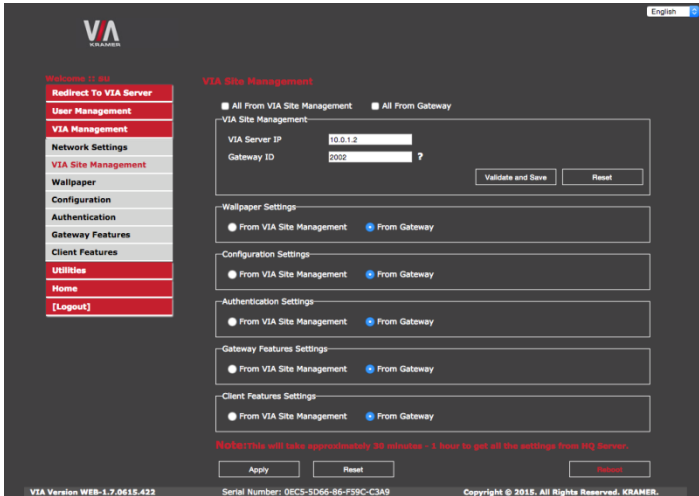 English
VIA
KRAMER
Welcome :: su
Redirect To VIA Server
User Management
VIA Management
Network Settings
VIA Site Management
Wallpaper
Configuration
Authentication
Gateway Features
Client Features
Utilities
Home
[Logout]
VIA Site Management
All From VIA Site Management All From Gateway
VIA Site Management
VIA Server IP 10.0.1.2
Gateway ID 2002 ?
Validate and Save Reset
Wallpaper Settings
From VIA Site Management From Gateway
Configuration Settings
From VIA Site Management From Gateway
Authentication Settings
From VIA Site Management From Gateway
Gateway Features Settings
From VIA Site Management From Gateway
Client Features Settings
From VIA Site Management From Gateway
Note:This will take approximately 30 minutes - 1 hour to get all the settings from HQ Server.
Apply Reset Reboot
VIA Version WEB-1.7.0615.422 Serial Number: 0EC5-5D66-86-F59C-C3A9 Copyright © 2015. All Rights Reserved. KRAMER.